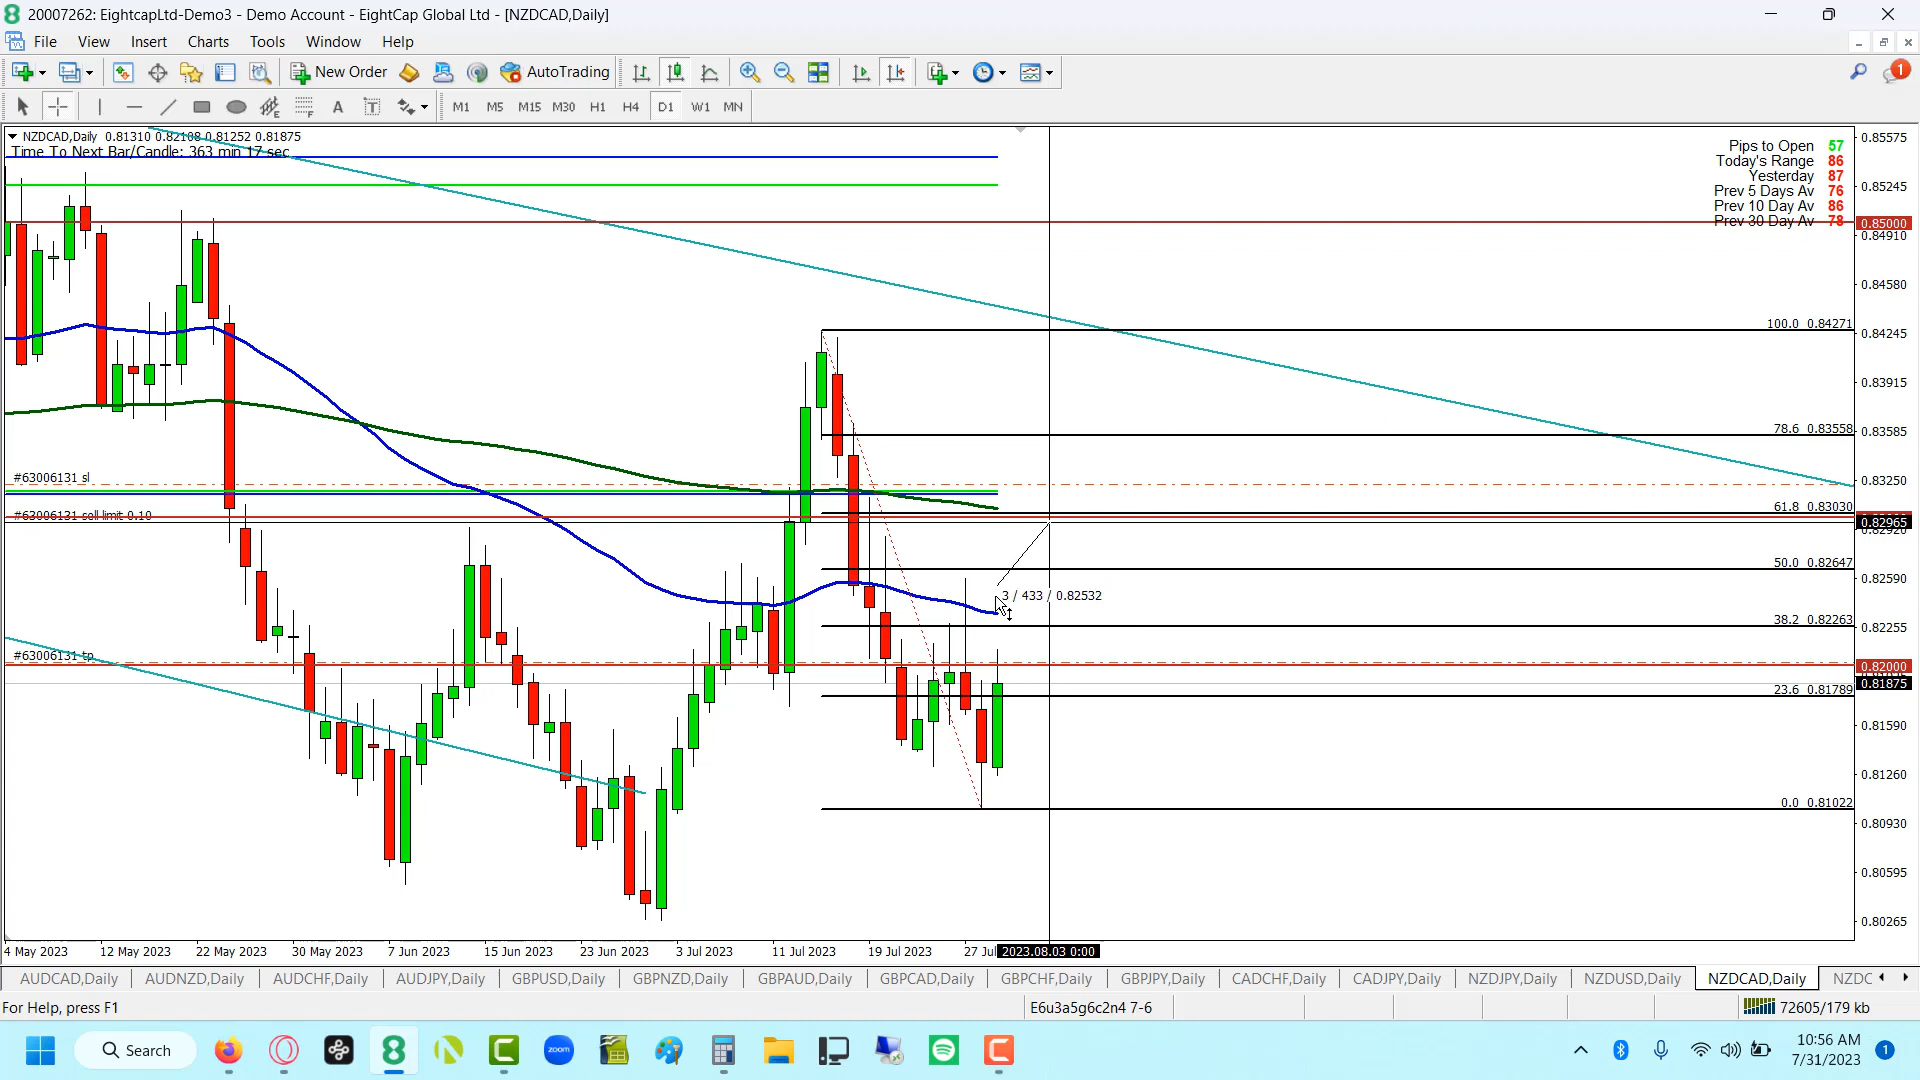 20007262: EightcapLtd-Demo3 - Demo Account - EightCap Global Ltd - [NZDCAD,Daily]
File View Insert Charts Tools Window Help
New Order AutoTrading 1
A T M1 M5 M15 M30 H1 H4 D1 W1 MN
NZDCAD,Daily 0.81310 0.82108 0.81252 0.81875
Time To Next Bar/Candle: 363 min 17 sec
Pips to Open 57
Today's Range 86
Yesterday 87
Prev 5 Days Av 76
Prev 10 Day Av 86
Prev 30 Day Av 78
0.85575
0.85245
0.85000
0.84910
0.84580
100.0 0.84271
0.84245
0.83915
78.6 0.83558
0.83585
#63006131 sl
0.83250
61.8 0.83030
#63006131 sell limit 0.10
0.82965
0.82920
50.0 0.82647
0.82590
3 / 433 / 0.82532
38.2 0.82263
0.82255
#63006131 tp
0.82000
0.81875
23.6 0.81789
0.81590
0.81260
0.0 0.81022
0.80930
0.80595
0.80265
4 May 2023 12 May 2023 22 May 2023 30 May 2023 7 Jun 2023 15 Jun 2023 23 Jun 2023 3 Jul 2023 11 Jul 2023 19 Jul 2023 27 Jul 2023.08.03 0:00
AUDCAD,Daily AUDNZD,Daily AUDCHF,Daily AUDJPY,Daily GBPUSD,Daily GBPNZD,Daily GBPAUD,Daily GBPCAD,Daily GBPCHF,Daily GBPJPY,Daily CADCHF,Daily CADJPY,Daily NZDJPY,Daily NZDUSD,Daily NZDCAD,Daily NZDC
For Help, press F1 E6u3a5g6c2n4 7-6 72605/179 kb
Search zoom 10:56 AM
7/31/2023 1